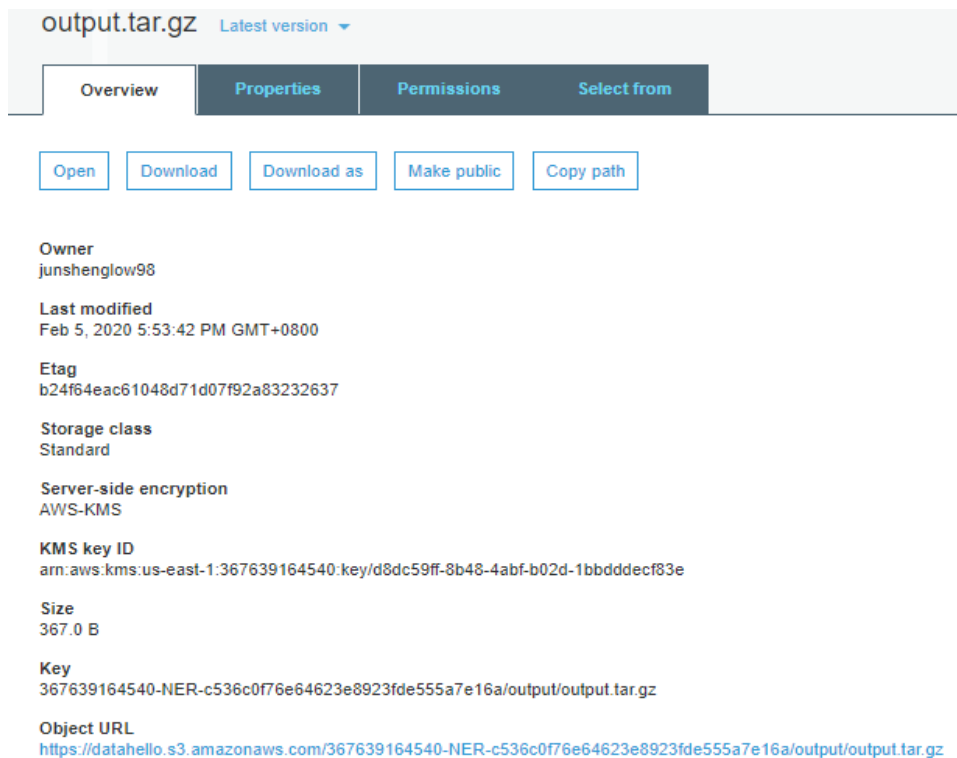 output.tar.gz Latest version
Overview Properties Permissions Select from
Open Download Download as Make public Copy path
Owner
junshenglow98
Last modified
Feb 5, 2020 5:53:42 PM GMT+0800
Etag
b24f64eac61048d71d07f92a83232637
Storage class
Standard
Server-side encryption
AWS-KMS
KMS key ID
arn:aws:kms:us-east-1:367639164540:key/d8dc59ff-8b48-4abf-b02d-1bbdddecf83e
Size
367.0 B
Key
367639164540-NER-c536c0f76e64623e8923fde555a7e16a/output/output.tar.gz
Object URL
https://datahello.s3.amazonaws.com/367639164540-NER-c536c0f76e64623e8923fde555a7e16a/output/output.tar.gz